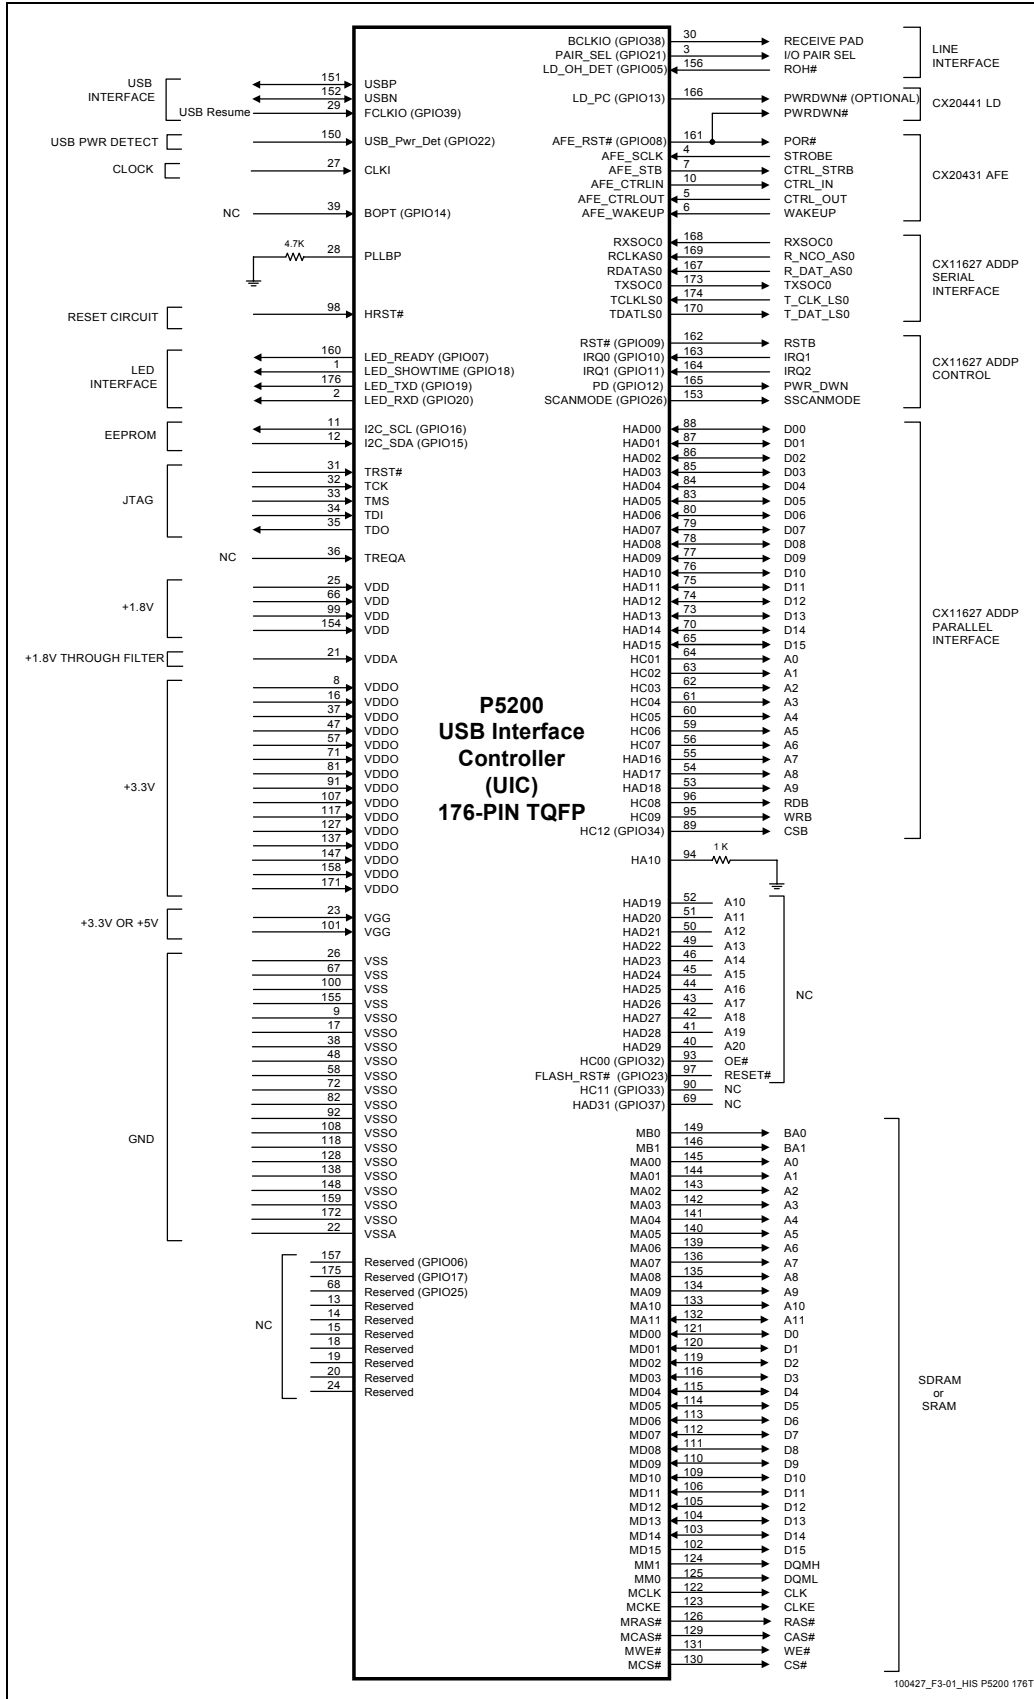 USB
INTERFACE
151 USBP
152 USBN
USB Resume 29 FCLKIO (GPIO39)
USB PWR DETECT 150 USB_Pwr_Det (GPIO22)
CLOCK 27 CLKI
NC 39 BOPT (GPIO14)
4.7K 28 PLLBP
RESET CIRCUIT 98 HRST#
LED
INTERFACE
160 LED_READY (GPIO07)
1 LED_SHOWTIME (GPIO18)
176 LED_TXD (GPIO19)
2 LED_RXD (GPIO20)
EEPROM
11 I2C_SCL (GPIO16)
12 I2C_SDA (GPIO15)
JTAG
31 TRST#
32 TCK
33 TMS
34 TDI
35 TDO
NC 36 TREQA
+1.8V
25 VDD
66 VDD
99 VDD
154 VDD
+1.8V THROUGH FILTER 21 VDDA
+3.3V
8 VDDO
16 VDDO
37 VDDO
47 VDDO
57 VDDO
71 VDDO
81 VDDO
91 VDDO
107 VDDO
117 VDDO
127 VDDO
137 VDDO
147 VDDO
158 VDDO
171 VDDO
+3.3V OR +5V
23 VGG
101 VGG
GND
26 VSS
67 VSS
100 VSS
155 VSS
9 VSSO
17 VSSO
38 VSSO
48 VSSO
58 VSSO
72 VSSO
82 VSSO
92 VSSO
108 VSSO
118 VSSO
128 VSSO
138 VSSO
148 VSSO
159 VSSO
172 VSSO
22 VSSA
NC
157 Reserved (GPIO06)
175 Reserved (GPIO17)
68 Reserved (GPIO25)
13 Reserved
14 Reserved
15 Reserved
18 Reserved
19 Reserved
20 Reserved
24 Reserved
P5200
USB Interface
Controller
(UIC)
176-PIN TQFP
BCLKIO (GPIO38) 30 RECEIVE PAD
PAIR_SEL (GPIO21) 3 I/O PAIR SEL
LD_OH_DET (GPIO05) 156 ROH#
LINE
INTERFACE
LD_PC (GPIO13) 166 PWRDWN# (OPTIONAL)
PWRDWN#
CX20441 LD
AFE_RST# (GPIO08) 161 POR#
AFE_SCLK 4 STROBE
AFE_STB 7 CTRL_STRB
AFE_CTRLIN 10 CTRL_IN
AFE_CTRLOUT 5 CTRL_OUT
AFE_WAKEUP 6 WAKEUP
CX20431 AFE
RXSOC0 168 RXSOC0
RCLKAS0 169 R_NCO_AS0
RDATAS0 167 R_DAT_AS0
TXSOC0 173 TXSOC0
TCLKLS0 174 T_CLK_LS0
TDATLS0 170 T_DAT_LS0
CX11627 ADDP
SERIAL
INTERFACE
RST# (GPIO09) 162 RSTB
IRQ0 (GPIO10) 163 IRQ1
IRQ1 (GPIO11) 164 IRQ2
PD (GPIO12) 165 PWR_DWN
SCANMODE (GPIO26) 153 SSCANMODE
CX11627 ADDP
CONTROL
HAD00 88 D00
HAD01 87 D01
HAD02 86 D02
HAD03 85 D03
HAD04 84 D04
HAD05 83 D05
HAD06 80 D06
HAD07 79 D07
HAD08 78 D08
HAD09 77 D09
HAD10 76 D10
HAD11 75 D11
HAD12 74 D12
HAD13 73 D13
HAD14 70 D14
HAD15 65 D15
HC01 64 A0
HC02 63 A1
HC03 62 A2
HC04 61 A3
HC05 60 A4
HC06 59 A5
HC07 56 A6
HAD16 55 A7
HAD17 54 A8
HAD18 53 A9
HC08 96 RDB
HC09 95 WRB
HC12 (GPIO34) 89 CSB
CX11627 ADDP
PARALLEL
INTERFACE
HA10 94 1 K
HAD19 52 A10
HAD20 51 A11
HAD21 50 A12
HAD22 49 A13
HAD23 46 A14
HAD24 45 A15
HAD25 44 A16
HAD26 43 A17
HAD27 42 A18
HAD28 41 A19
HAD29 40 A20
HC00 (GPIO32) 93 OE#
FLASH_RST# (GPIO23) 97 RESET#
NC
HC11 (GPIO33) 90 NC
HAD31 (GPIO37) 69 NC
MB0 149 BA0
MB1 146 BA1
MA00 145 A0
MA01 144 A1
MA02 143 A2
MA03 142 A3
MA04 141 A4
MA05 140 A5
MA06 139 A6
MA07 136 A7
MA08 135 A8
MA09 134 A9
MA10 133 A10
MA11 132 A11
MD00 121 D0
MD01 120 D1
MD02 119 D2
MD03 116 D3
MD04 115 D4
MD05 114 D5
MD06 113 D6
MD07 112 D7
MD08 111 D8
MD09 110 D9
MD10 109 D10
MD11 106 D11
MD12 105 D12
MD13 104 D13
MD14 103 D14
MD15 102 D15
MM1 124 DQMH
MM0 125 DQML
MCLK 122 CLK
MCKE 123 CLKE
MRAS# 126 RAS#
MCAS# 129 CAS#
MWE# 131 WE#
MCS# 130 CS#
SDRAM
or
SRAM
100427_F3-01_HIS P5200 176T